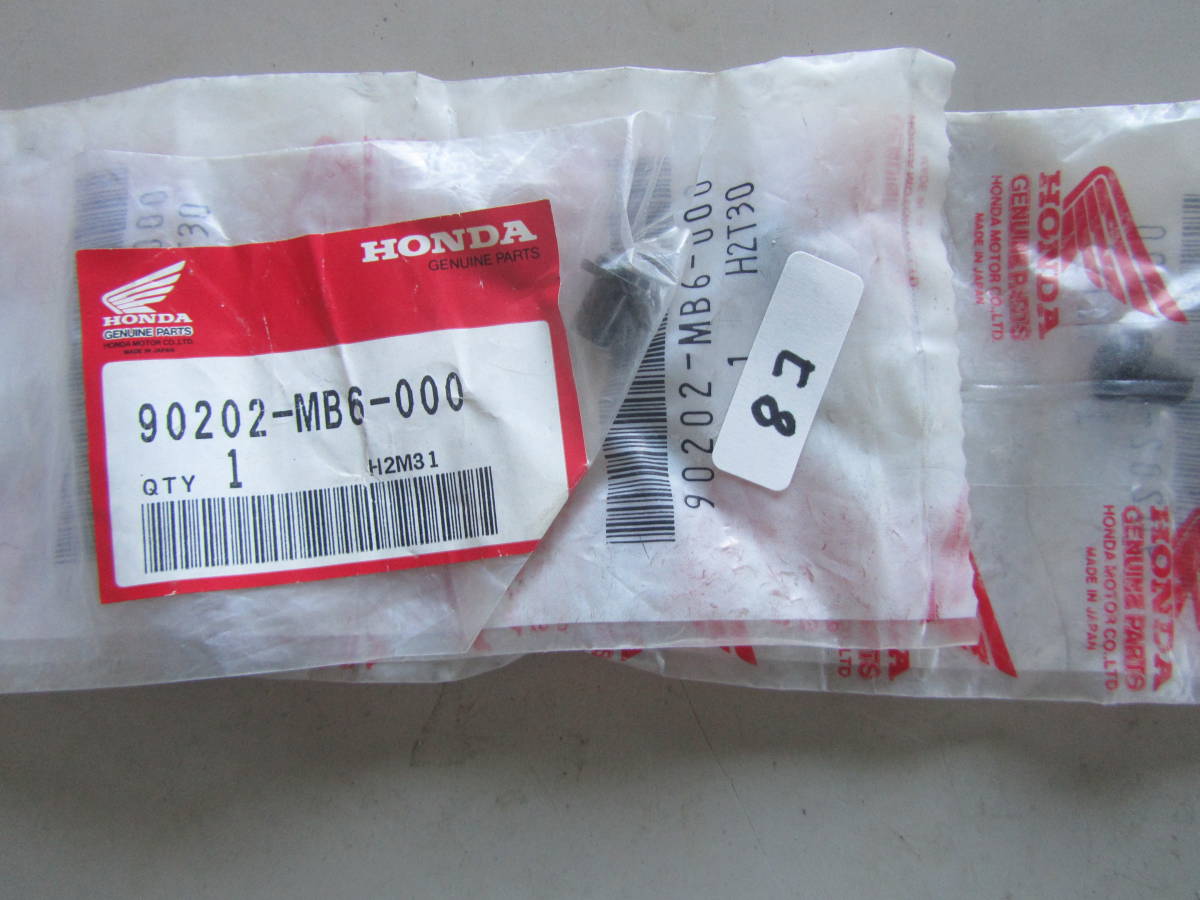 HONDA
GENUINE PARTS
HONDA
GENUINE PARTS
HONDA MOTOR CO.,LTD.
MADE IN JAPAN
90202-MB6-000
QTY 1
H2M31
000
T30
90202-MB6-000
1 H2T30
87
HONDA
GENUINE PARTS
HONDA MOTOR CO.,LTD
MADE IN JAPAN
HONDA
GENUINE PARTS
HONDA MOTOR CO.,LTD
MADE IN JAPAN